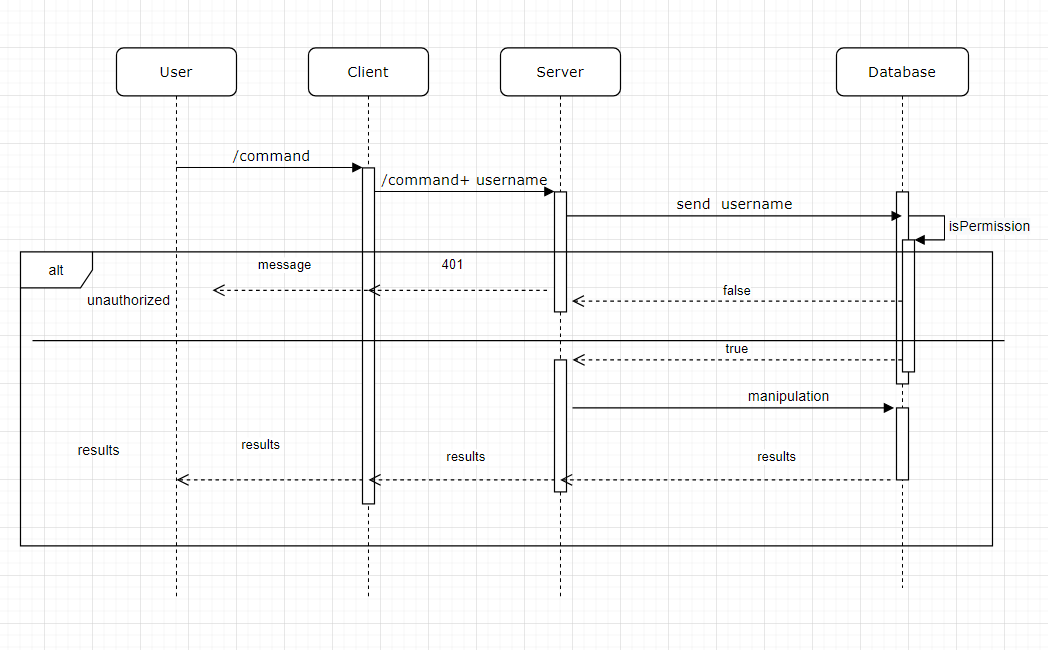 User
Client
Server
Database
/command
/command+ username
send username
isPermission
alt
message
401
unauthorized
false
true
manipulation
results
results
results
results